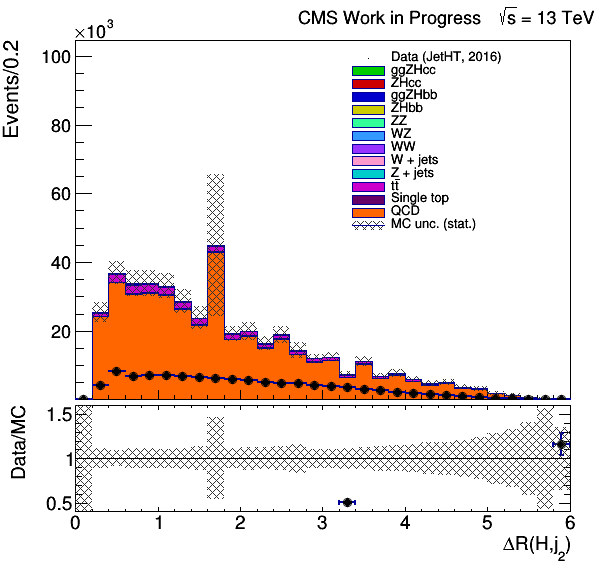 CMS Work in Progress √s = 13 TeV
×10³
Events/0.2
100
80
60
40
20
Data (JetHT, 2016)
ggZHcc
ZHcc
ggZHbb
ZHbb
ZZ
WZ
WW
W + jets
Z + jets
tt̄
Single top
QCD
MC unc. (stat.)
Data/MC
1.5
1
0.5
0 1 2 3 4 5 6
ΔR(H,j₂)